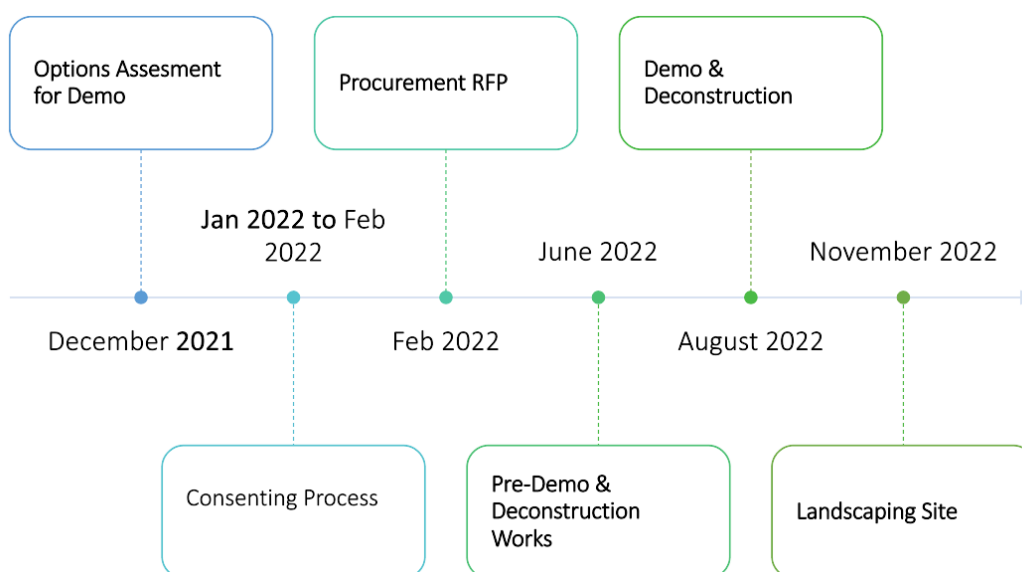 Options Assesment
for Demo
Procurement RFP
Demo &
Deconstruction
Jan 2022 to Feb
2022
June 2022
November 2022
December 2021
Feb 2022
August 2022
Consenting Process
Pre-Demo &
Deconstruction
Works
Landscaping Site